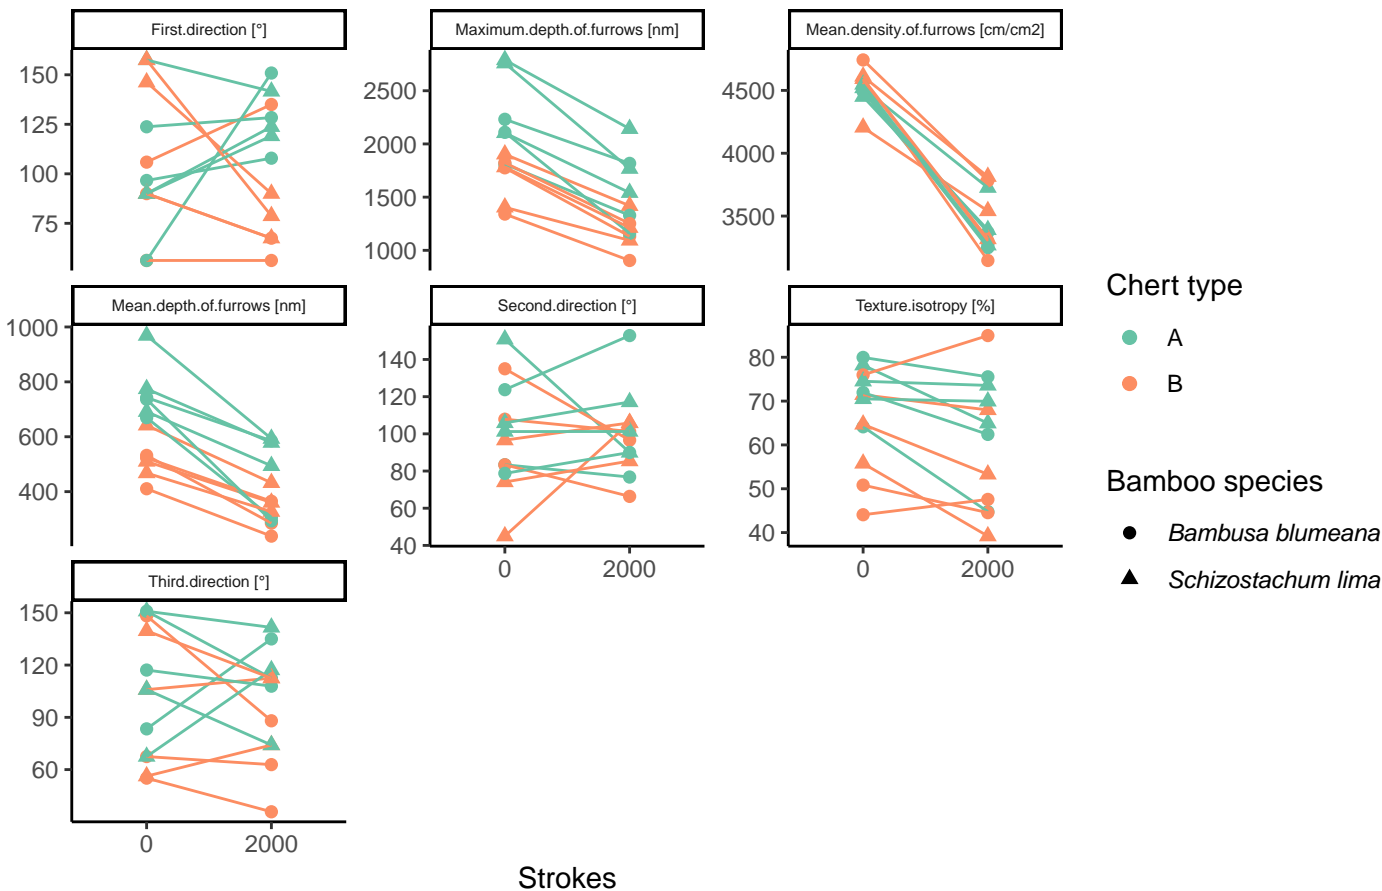 First.direction [°]
Maximum.depth.of.furrows [nm]
Mean.density.of.furrows [cm/cm2]
150
125
100
75
2500
2000
1500
1000
4500
4000
3500
Mean.depth.of.furrows [nm]
Second.direction [°]
Texture.isotropy [%]
1000
800
600
400
140
120
100
80
60
40
80
70
60
50
40
0
2000
0
2000
Third.direction [°]
150
120
90
60
0
2000
Strokes
Chert type
A
B
Bamboo species
Bambusa blumeana
Schizostachum lima